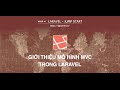 LARAVEL - JUMP START
GIỚI THIỆU MÔ HÌNH MVC
TRONG LARAVEL